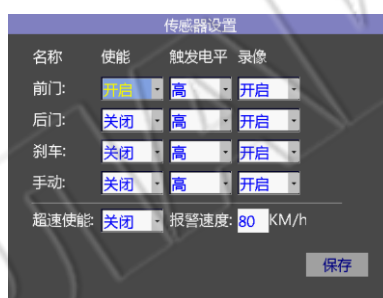 传感器设置
名称 使能 触发电平 录像
前门: 开启 高 开启
后门: 关闭 高 开启
刹车: 关闭 高 开启
手动: 关闭 高 开启
超速使能: 关闭 报警速度: 80 KM/h
保存